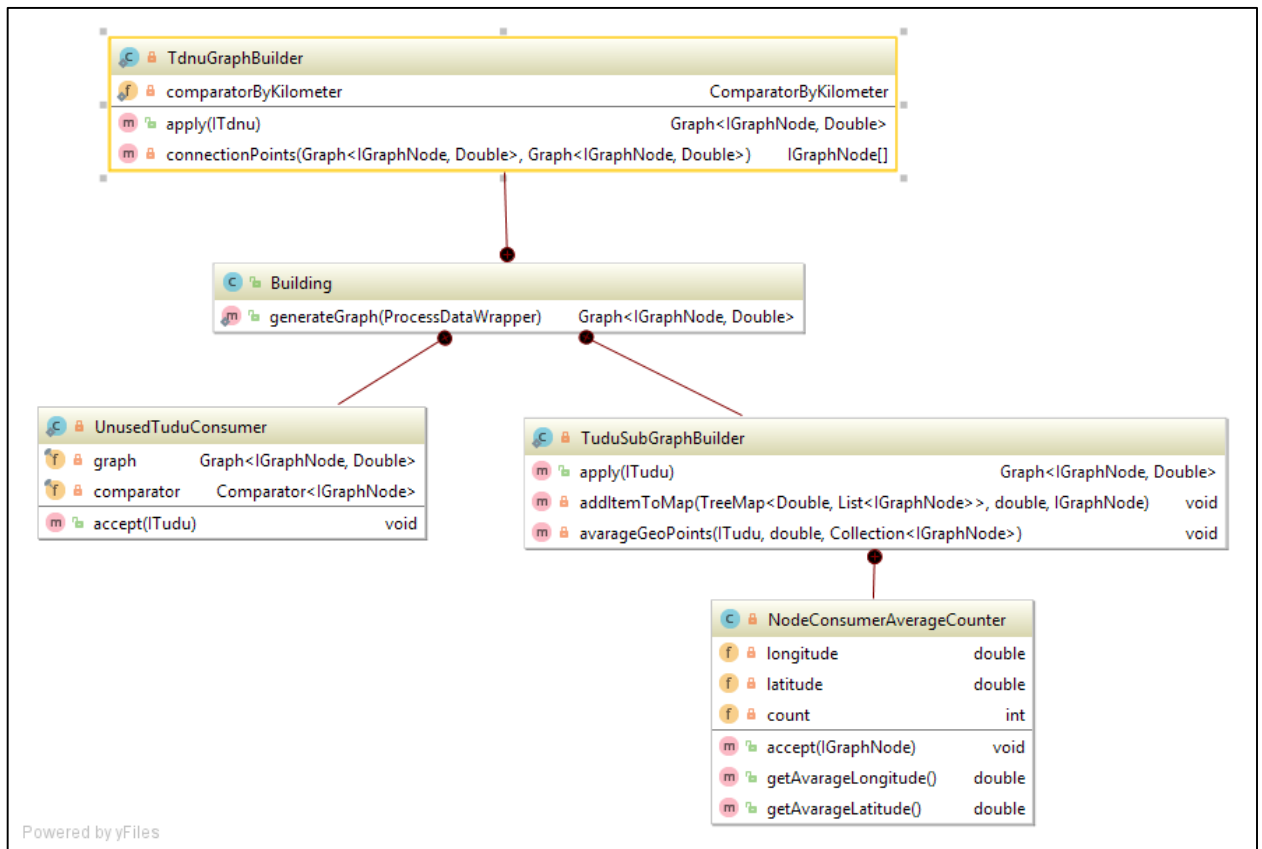 TdnuGraphBuilder
comparatorByKilometer ComparatorByKilometer
apply(ITdnu) Graph<IGraphNode, Double>
connectionPoints(Graph<IGraphNode, Double>, Graph<IGraphNode, Double>) IGraphNode[]
Building
generateGraph(ProcessDataWrapper) Graph<IGraphNode, Double>
UnusedTuduConsumer
graph Graph<IGraphNode, Double>
comparator Comparator<IGraphNode>
accept(ITudu) void
TuduSubGraphBuilder
apply(ITudu) Graph<IGraphNode, Double>
addItemToMap(TreeMap<Double, List<IGraphNode>>, double, IGraphNode) void
avarageGeoPoints(ITudu, double, Collection<IGraphNode>) void
NodeConsumerAverageCounter
longitude double
latitude double
count int
accept(IGraphNode) void
getAvarageLongitude() double
getAvarageLatitude() double
Powered by yFiles